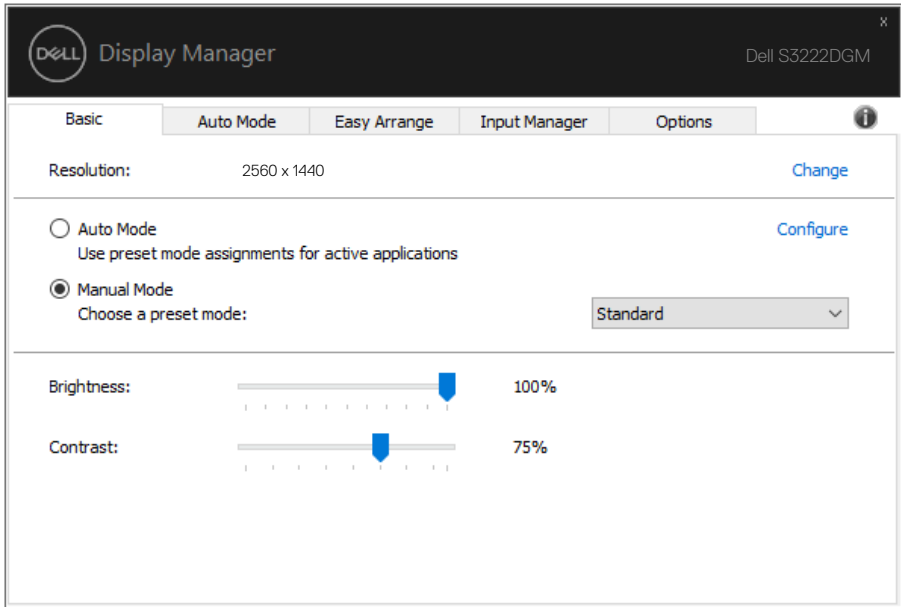 x
DELL Display Manager
Dell S3222DGM
Basic Auto Mode Easy Arrange Input Manager Options i
Resolution: 2560 x 1440 Change
Auto Mode Configure
Use preset mode assignments for active applications
Manual Mode
Choose a preset mode: Standard
Brightness: 100%
Contrast: 75%